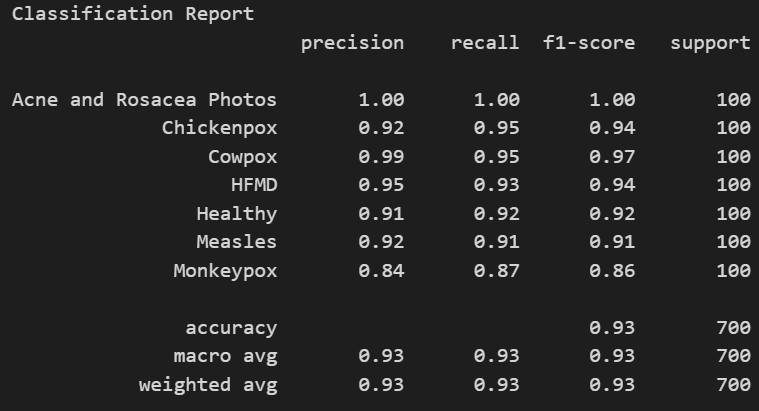 Classification Report
precision recall f1-score support
Acne and Rosacea Photos 1.00 1.00 1.00 100
Chickenpox 0.92 0.95 0.94 100
Cowpox 0.99 0.95 0.97 100
HFMD 0.95 0.93 0.94 100
Healthy 0.91 0.92 0.92 100
Measles 0.92 0.91 0.91 100
Monkeypox 0.84 0.87 0.86 100
accuracy 0.93 700
macro avg 0.93 0.93 0.93 700
weighted avg 0.93 0.93 0.93 700